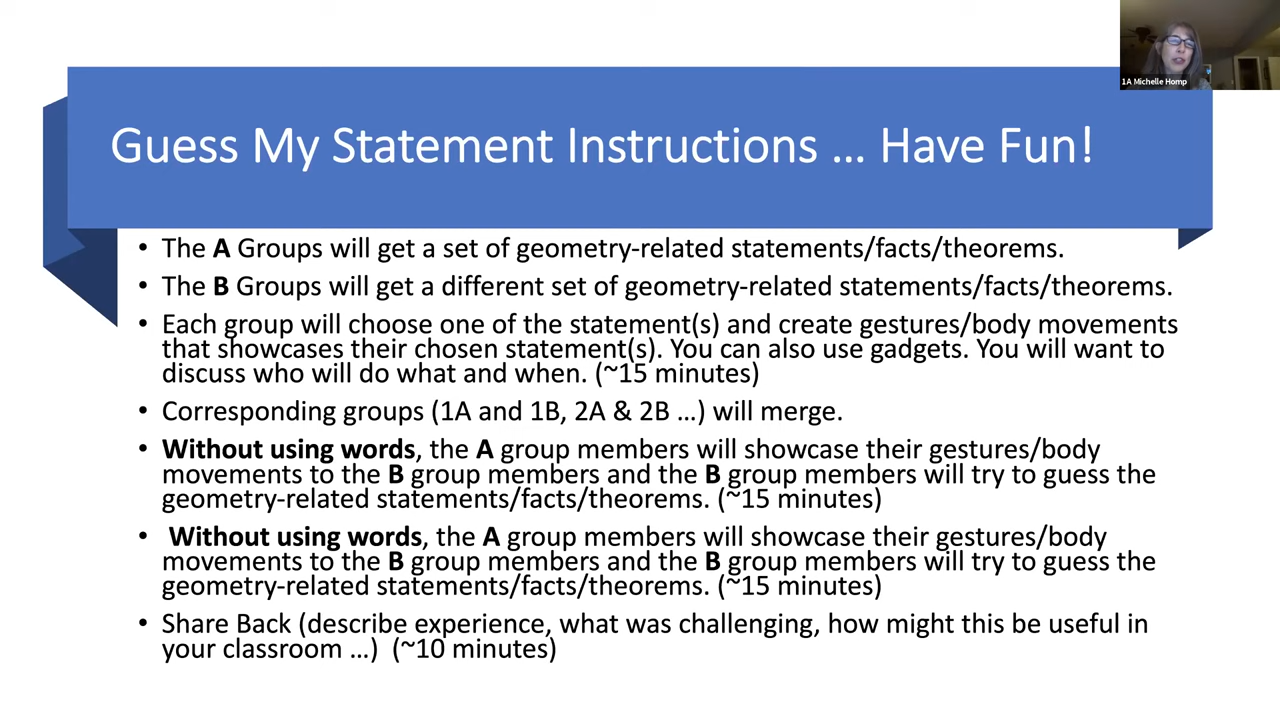 1A Michelle Homp
Guess My Statement Instructions … Have Fun!
• The A Groups will get a set of geometry-related statements/facts/theorems.
• The B Groups will get a different set of geometry-related statements/facts/theorems.
• Each group will choose one of the statement(s) and create gestures/body movements
that showcases their chosen statement(s). You can also use gadgets. You will want to
discuss who will do what and when. (~15 minutes)
• Corresponding groups (1A and 1B, 2A & 2B …) will merge.
• Without using words, the A group members will showcase their gestures/body
movements to the B group members and the B group members will try to guess the
geometry-related statements/facts/theorems. (~15 minutes)
• Without using words, the A group members will showcase their gestures/body
movements to the B group members and the B group members will try to guess the
geometry-related statements/facts/theorems. (~15 minutes)
• Share Back (describe experience, what was challenging, how might this be useful in
your classroom …) (~10 minutes)